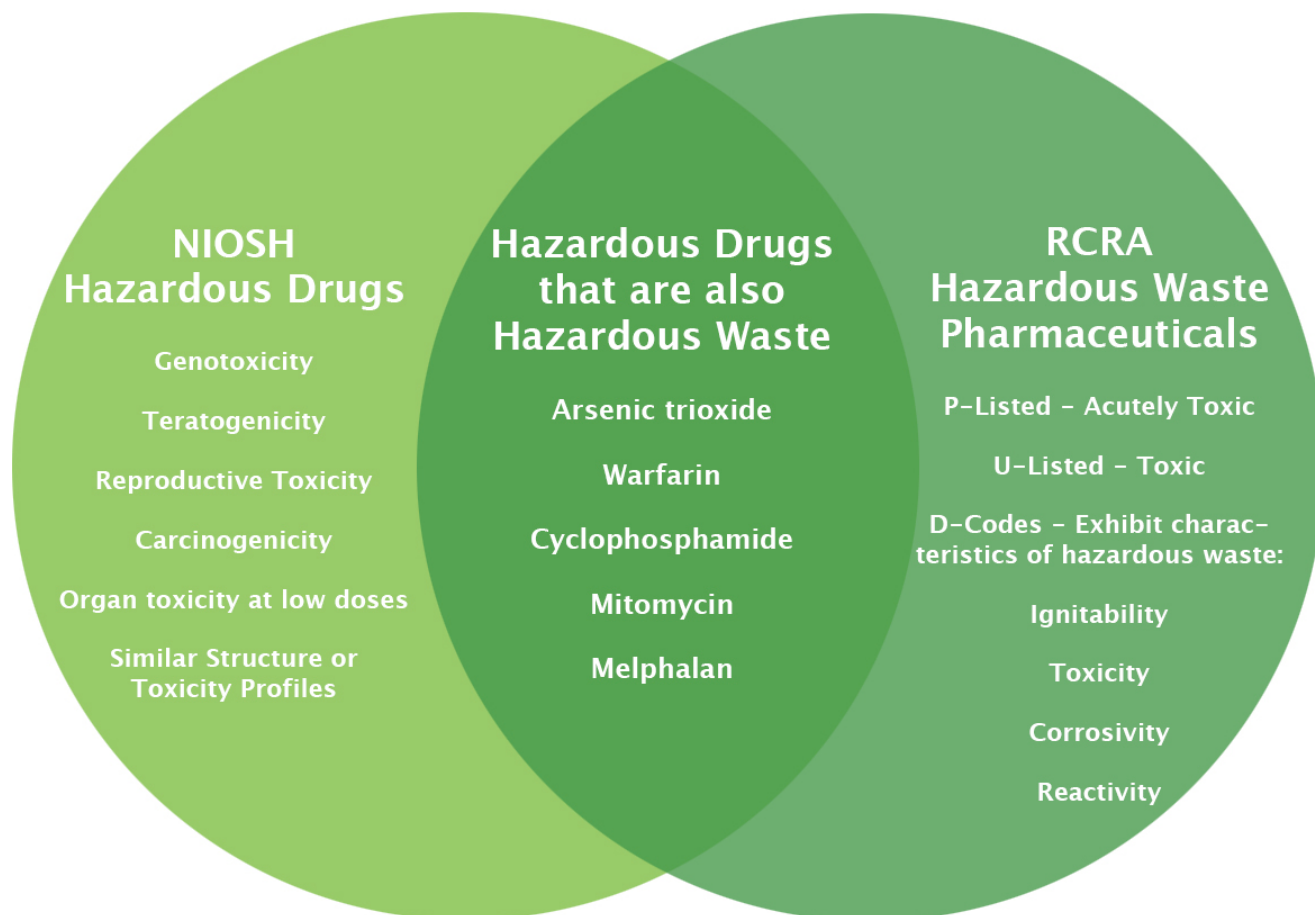 NIOSH
Hazardous Drugs
Genotoxicity
Teratogenicity
Reproductive Toxicity
Carcinogenicity
Organ toxicity at low doses
Similar Structure or
Toxicity Profiles
Hazardous Drugs
that are also
Hazardous Waste
Arsenic trioxide
Warfarin
Cyclophosphamide
Mitomycin
Melphalan
RCRA
Hazardous Waste
Pharmaceuticals
P-Listed – Acutely Toxic
U-Listed – Toxic
D-Codes – Exhibit charac-
teristics of hazardous waste:
Ignitability
Toxicity
Corrosivity
Reactivity